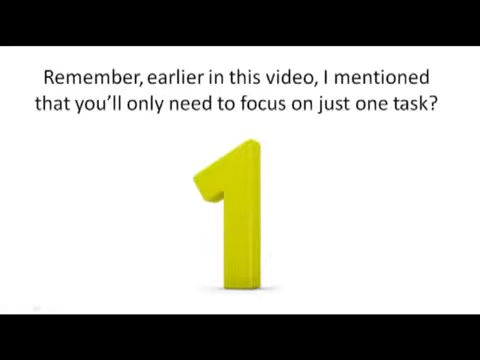 Remember, earlier in this video, I mentioned
that you'll only need to focus on just one task?
1